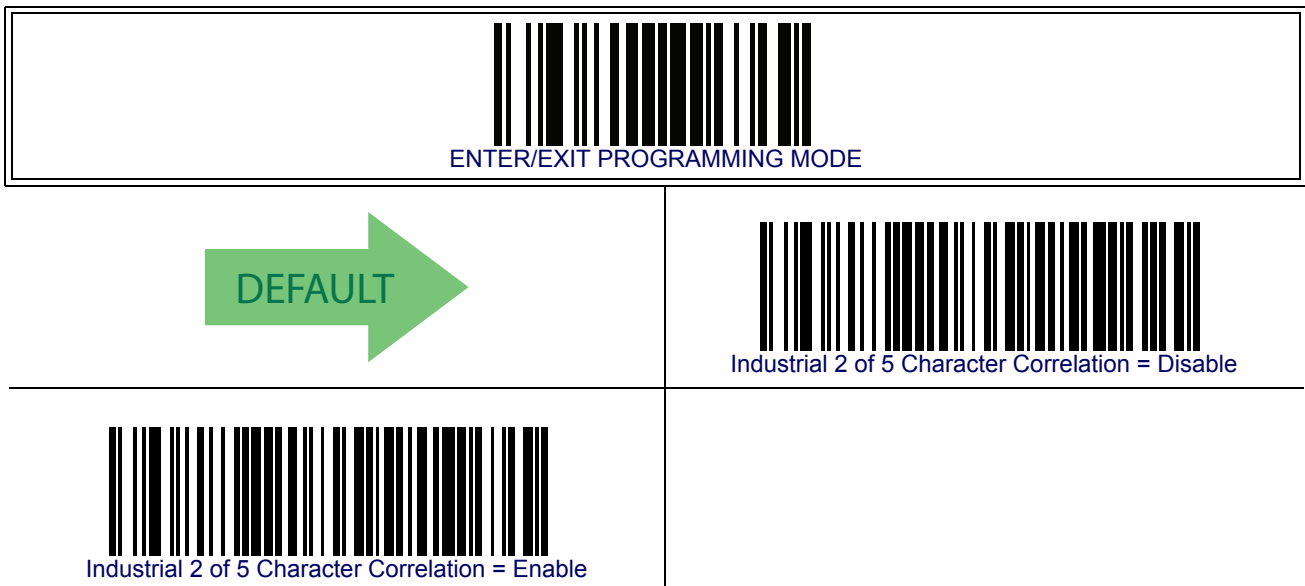 ENTER/EXIT PROGRAMMING MODE
DEFAULT
Industrial 2 of 5 Character Correlation = Disable
Industrial 2 of 5 Character Correlation = Enable